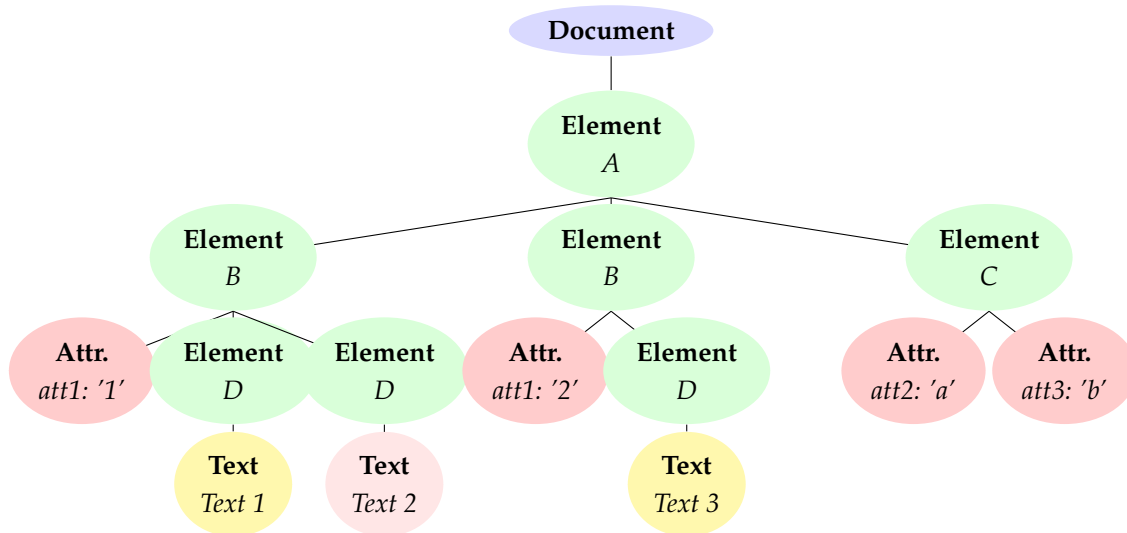 Document
Element
A
Element
B
Element
B
Element
C
Attr.
att1: '1'
Element
D
Element
D
Attr.
att1: '2'
Element
D
Attr.
att2: 'a'
Attr.
att3: 'b'
Text
Text 1
Text
Text 2
Text
Text 3